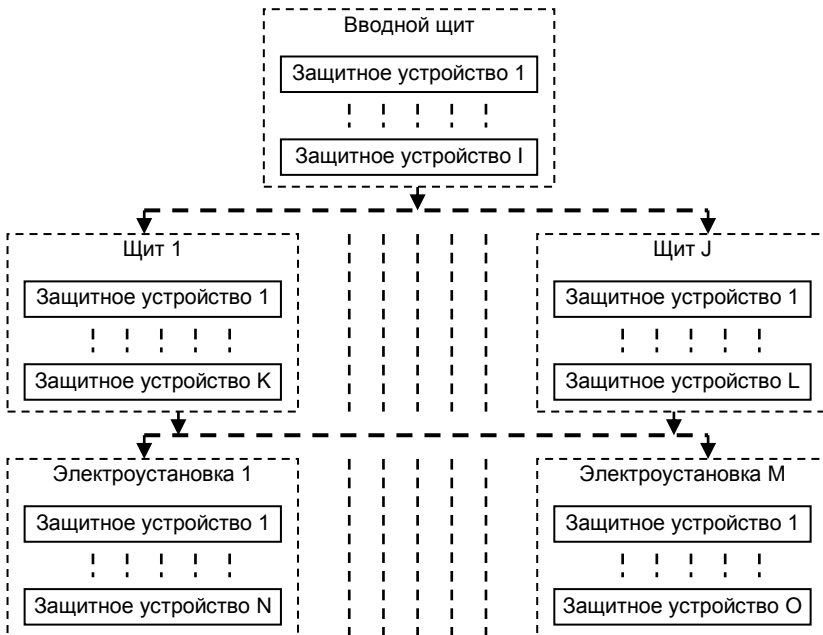 Вводной щит
Защитное устройство 1
Защитное устройство I
Щит 1
Щит J
Защитное устройство 1
Защитное устройство 1
Защитное устройство K
Защитное устройство L
Электроустановка 1
Электроустановка M
Защитное устройство 1
Защитное устройство 1
Защитное устройство N
Защитное устройство O